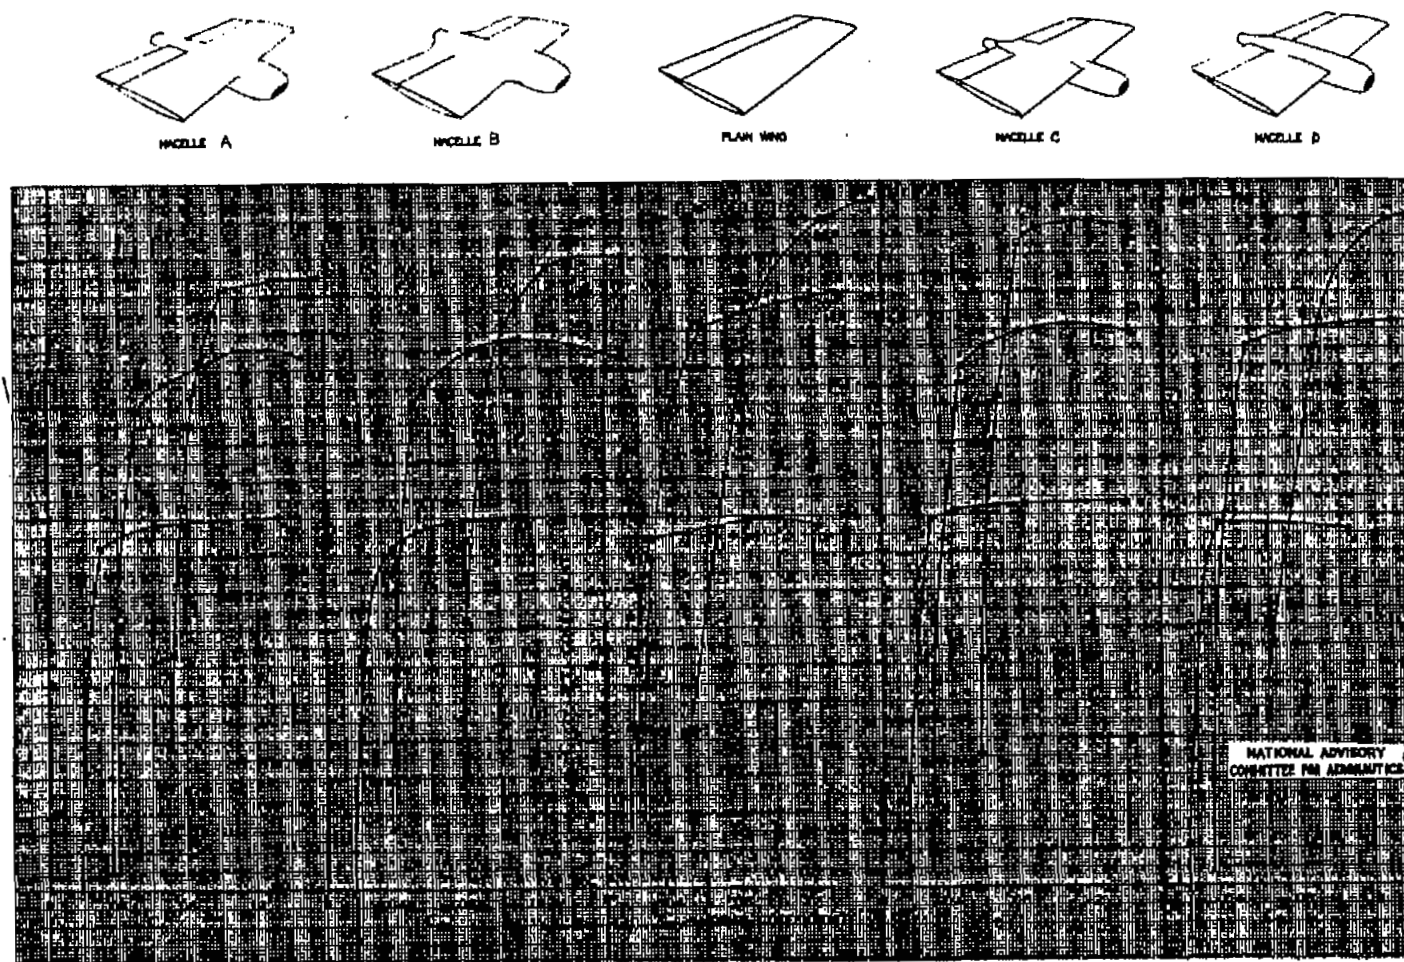 NACELLE A
NACELLE B
PLAIN WING
NACELLE C
NACELLE D
NATIONAL ADVISORY
COMMITTEE FOR AERONAUTICS